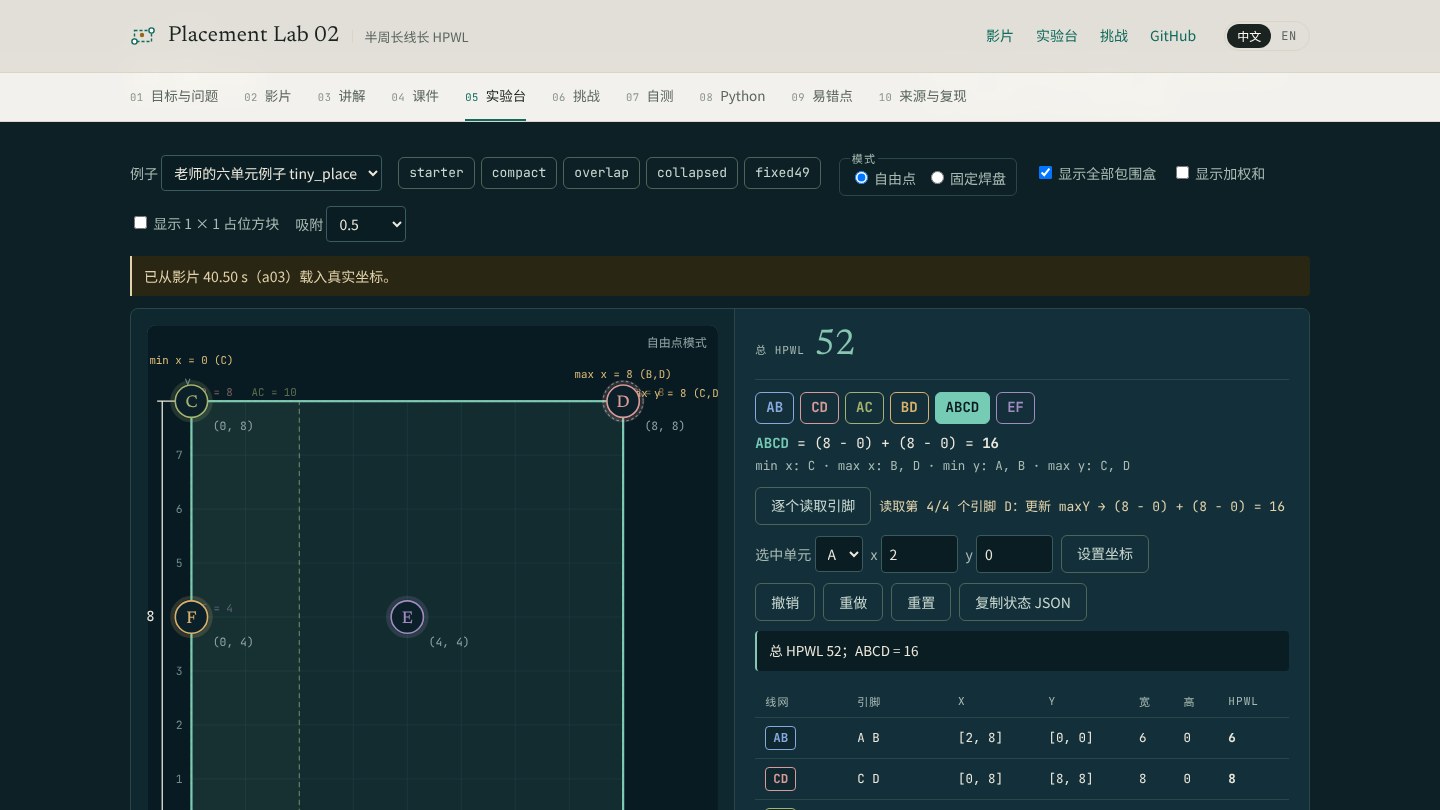 Placement Lab 02 半周长线长 HPWL 影片 实验台 挑战 GitHub 中文 EN
01 目标与问题 02 影片 03 讲解 04 课件 05 实验台 06 挑战 07 自测 08 Python 09 易错点 10 来源与复现
例子 老师的六单元例子 tiny_place starter compact overlap collapsed fixed49 模式 自由点 固定焊盘 显示全部包围盒 显示加权和
显示 1 × 1 占位方块 吸附 0.5
已从影片 40.50 s（a03）载入真实坐标。
自由点模式
min x = 0 (C)
max x = 8 (B,D)
y
= 8 AC = 10
C
D
y = 8 (C,D
(0, 8)
(8, 8)
7
6
5
= 4
8
F
E
(0, 4)
(4, 4)
3
2
1
总 HPWL 52
AB CD AC BD ABCD EF
ABCD = (8 - 0) + (8 - 0) = 16
min x: C · max x: B, D · min y: A, B · max y: C, D
逐个读取引脚 读取第 4/4 个引脚 D: 更新 maxY → (8 - 0) + (8 - 0) = 16
选中单元 A x 2 y 0 设置坐标
撤销 重做 重置 复制状态 JSON
总 HPWL 52；ABCD = 16
线网 引脚 X Y 宽 高 HPWL
AB A B [2, 8] [0, 0] 6 0 6
CD C D [0, 8] [8, 8] 8 0 8